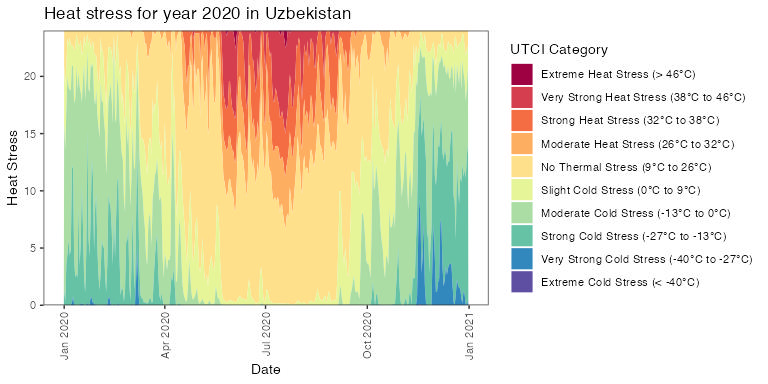 Heat stress for year 2020 in Uzbekistan
Heat Stress
20
15
10
5
0
Jan 2020
Apr 2020
Jul 2020
Oct 2020
Jan 2021
Date
UTCI Category
Extreme Heat Stress (> 46°C)
Very Strong Heat Stress (38°C to 46°C)
Strong Heat Stress (32°C to 38°C)
Moderate Heat Stress (26°C to 32°C)
No Thermal Stress (9°C to 26°C)
Slight Cold Stress (0°C to 9°C)
Moderate Cold Stress (-13°C to 0°C)
Strong Cold Stress (-27°C to -13°C)
Very Strong Cold Stress (-40°C to -27°C)
Extreme Cold Stress (< -40°C)